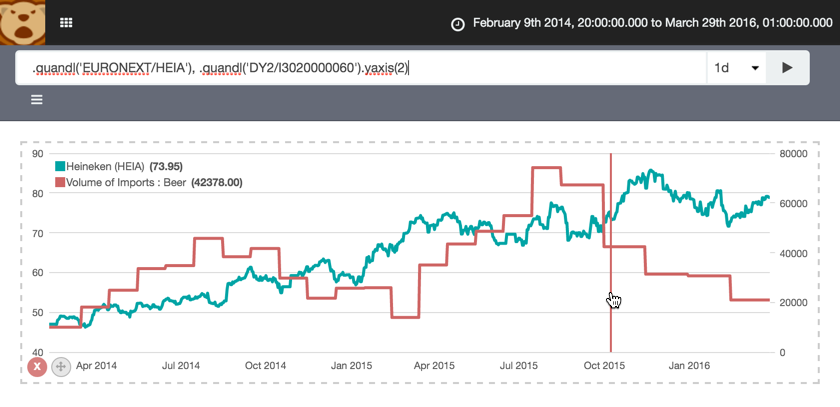 February 9th 2014, 20:00:00.000 to March 29th 2016, 01:00:00.000
.quandl('EURONEXT/HEIA'), .quandl('DY2/I3020000060').yaxis(2)
1d
90
80
70
60
50
40
Heineken (HEIA) (73.95)
Volume of Imports : Beer (42378.00)
80000
60000
40000
20000
0
X
Apr 2014 Jul 2014 Oct 2014 Jan 2015 Apr 2015 Jul 2015 Oct 2015 Jan 2016